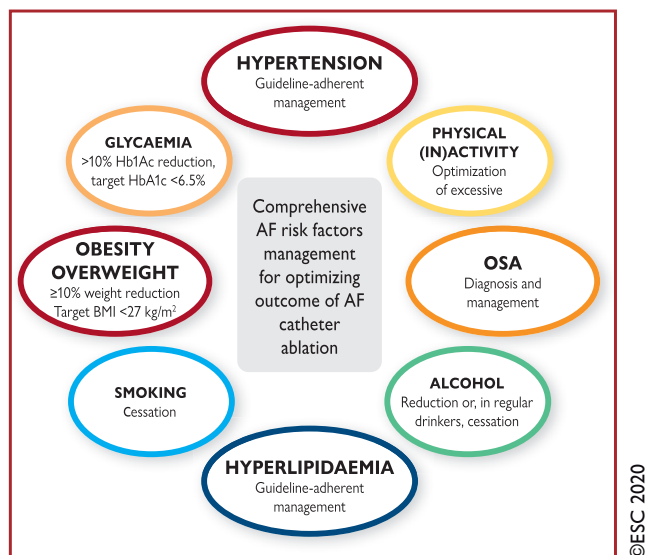 HYPERTENSION
Guideline-adherent
management
GLYCAEMIA
>10% Hb1Ac reduction,
target HbA1c <6.5%
PHYSICAL
(IN)ACTIVITY
Optimization
of excessive
Comprehensive
AF risk factors
management
for optimizing
outcome of AF
catheter
ablation
OBESITY
OVERWEIGHT
≥10% weight reduction
Target BMI <27 kg/m²
OSA
Diagnosis and
management
SMOKING
Cessation
ALCOHOL
Reduction or, in regular
drinkers, cessation
HYPERLIPIDAEMIA
Guideline-adherent
management
©ESC 2020